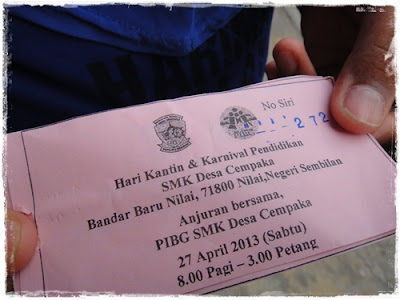 No Siri
272
Hari Kantin & Karnival Pendidikan
SMK Desa Cempaka
Bandar Baru Nilai, 71800 Nilai,Negeri Sembilan
Anjuran bersama,
PIBG SMK Desa Cempaka
27 April 2013 (Sabtu)
8.00 Pagi – 3.00 Petang